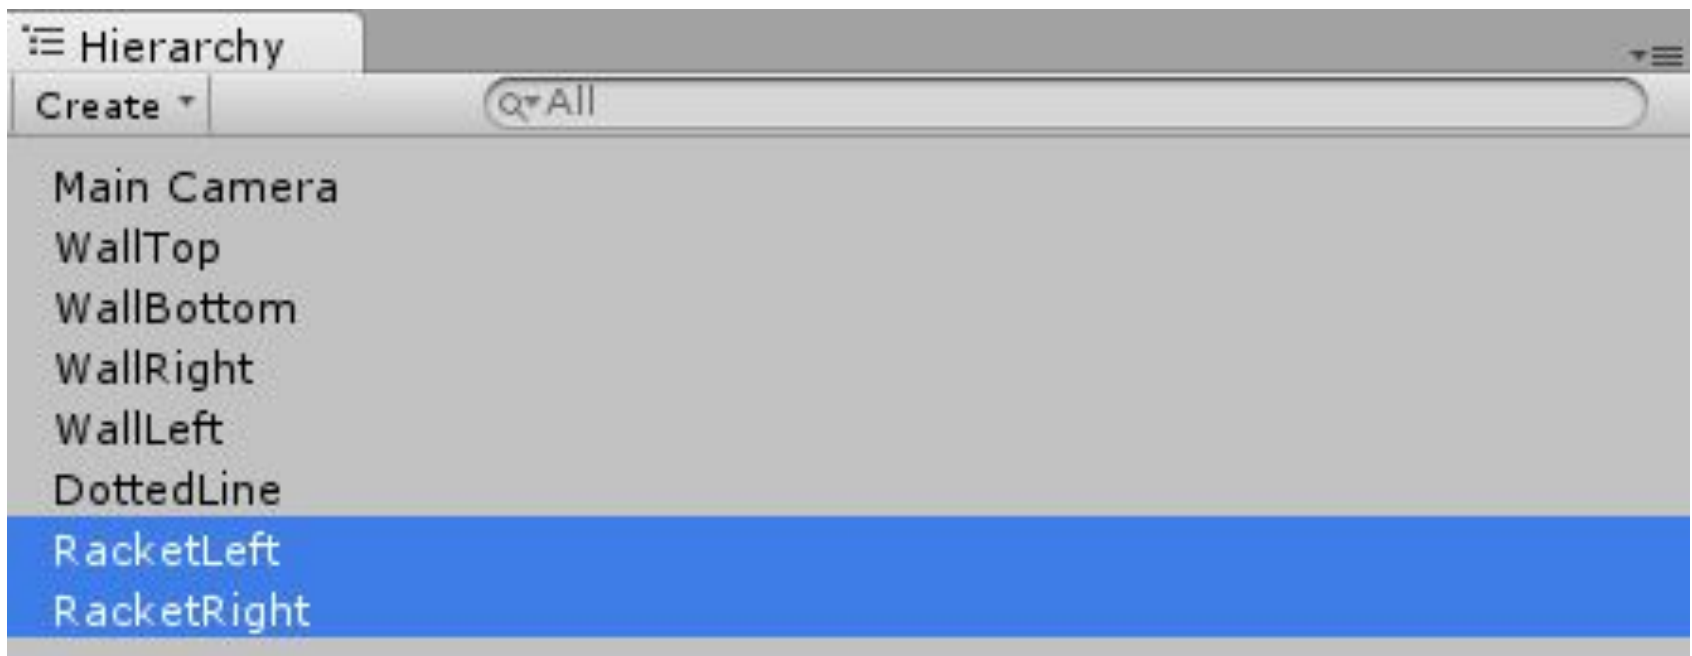 Hierarchy
Create All
Main Camera
WallTop
WallBottom
WallRight
WallLeft
DottedLine
RacketLeft
RacketRight